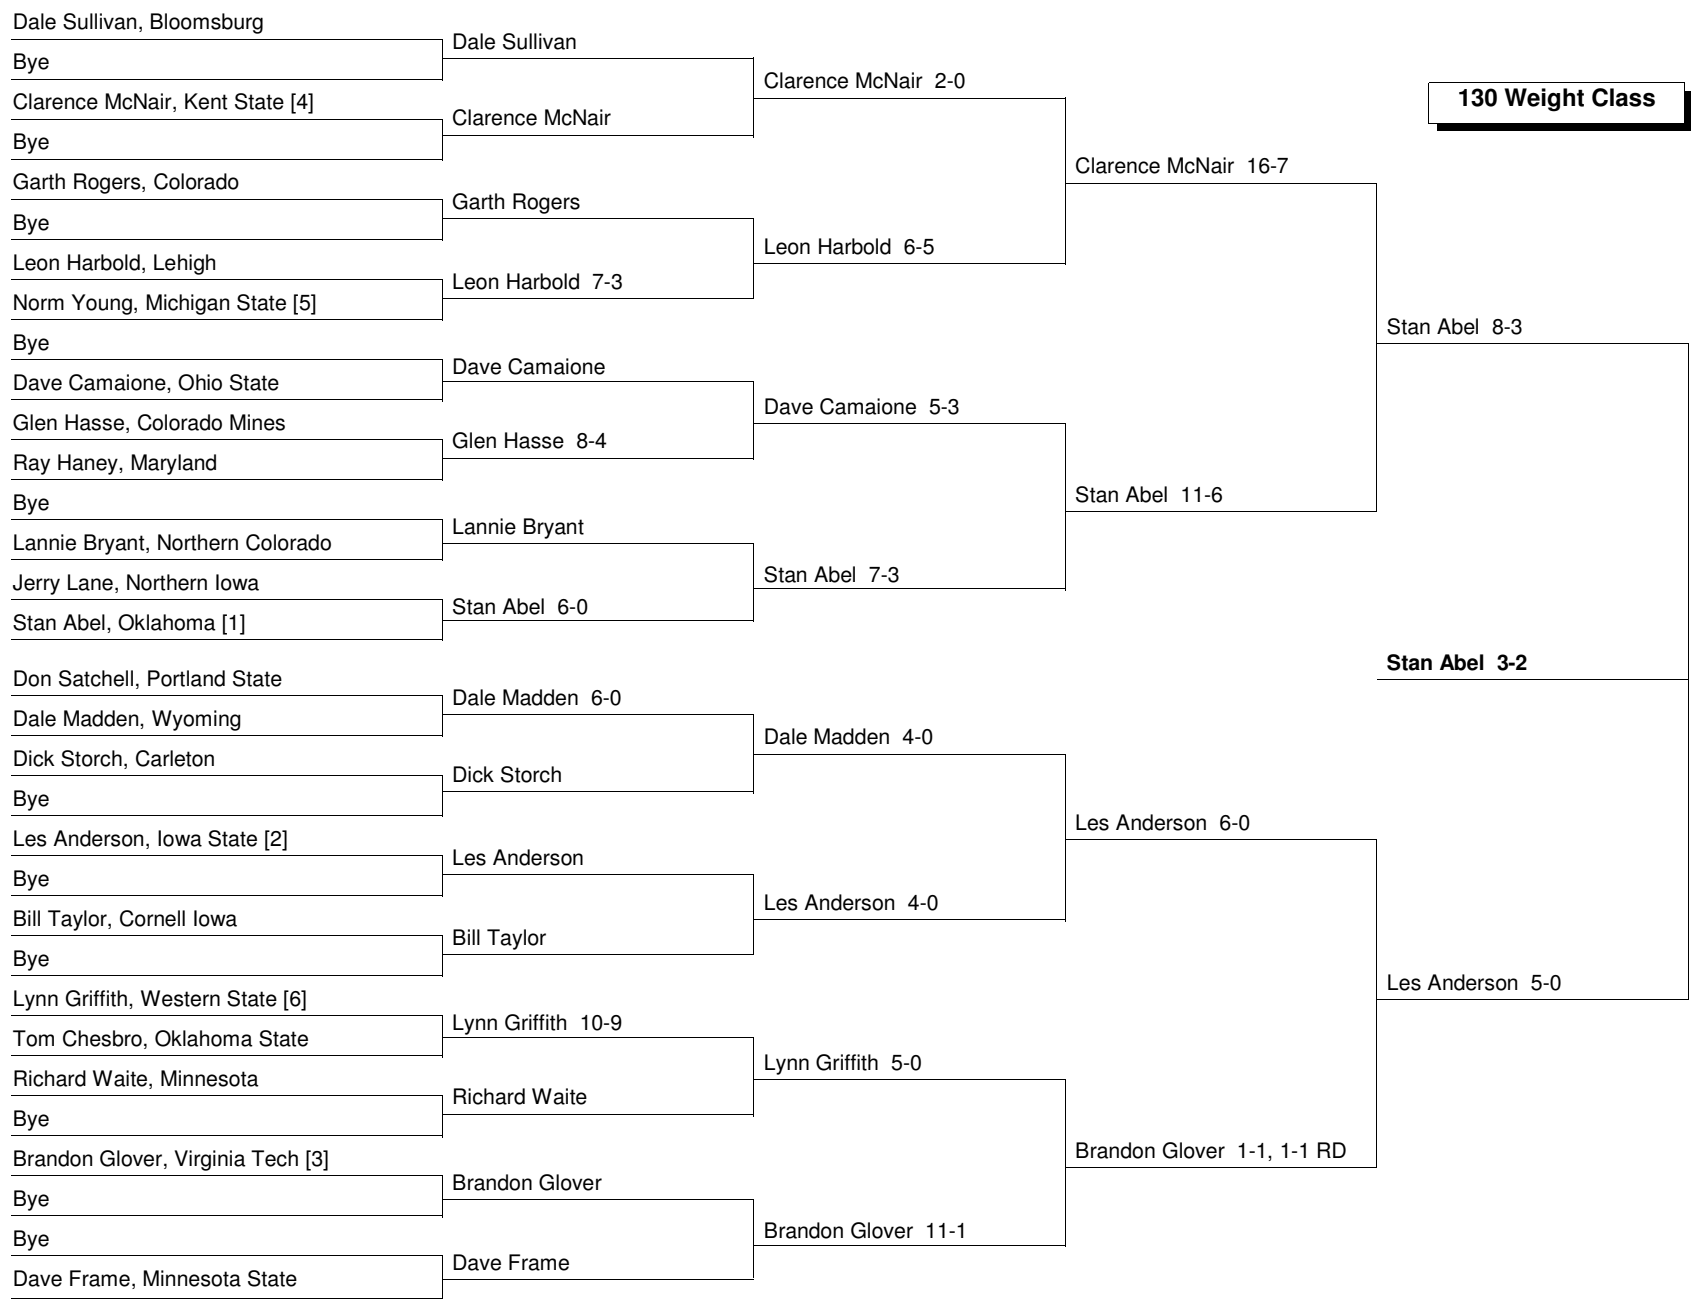 Dale Sullivan, Bloomsburg
Bye
Clarence McNair, Kent State [4]
Bye
Garth Rogers, Colorado
Bye
Leon Harbold, Lehigh
Norm Young, Michigan State [5]
Bye
Dave Camaione, Ohio State
Glen Hasse, Colorado Mines
Ray Haney, Maryland
Bye
Lannie Bryant, Northern Colorado
Jerry Lane, Northern Iowa
Stan Abel, Oklahoma [1]
Don Satchell, Portland State
Dale Madden, Wyoming
Dick Storch, Carleton
Bye
Les Anderson, Iowa State [2]
Bye
Bill Taylor, Cornell Iowa
Bye
Lynn Griffith, Western State [6]
Tom Chesbro, Oklahoma State
Richard Waite, Minnesota
Bye
Brandon Glover, Virginia Tech [3]
Bye
Bye
Dave Frame, Minnesota State
Dale Sullivan
Clarence McNair
Garth Rogers
Leon Harbold 7-3
Dave Camaione
Glen Hasse 8-4
Lannie Bryant
Stan Abel 6-0
Dale Madden 6-0
Dick Storch
Les Anderson
Bill Taylor
Lynn Griffith 10-9
Richard Waite
Brandon Glover
Dave Frame
Clarence McNair 2-0
Leon Harbold 6-5
Dave Camaione 5-3
Stan Abel 7-3
Dale Madden 4-0
Les Anderson 4-0
Lynn Griffith 5-0
Brandon Glover 11-1
Clarence McNair 16-7
Stan Abel 11-6
Les Anderson 6-0
Brandon Glover 1-1, 1-1 RD
Stan Abel 8-3
Stan Abel 3-2
Les Anderson 5-0
130 Weight Class